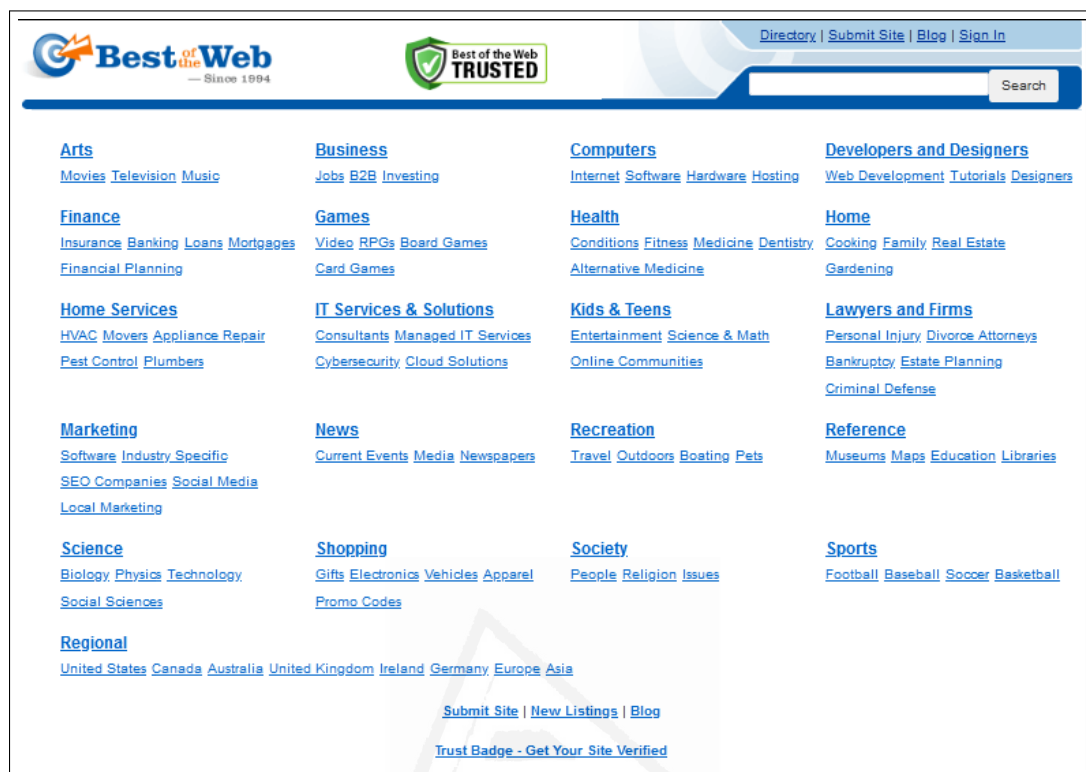 Best of the Web
— Since 1994
Best of the Web
TRUSTED
Directory | Submit Site | Blog | Sign In
Search
Arts
Movies Television Music
Business
Jobs B2B Investing
Computers
Internet Software Hardware Hosting
Developers and Designers
Web Development Tutorials Designers
Finance
Insurance Banking Loans Mortgages
Financial Planning
Games
Video RPGs Board Games
Card Games
Health
Conditions Fitness Medicine Dentistry
Alternative Medicine
Home
Cooking Family Real Estate
Gardening
Home Services
HVAC Movers Appliance Repair
Pest Control Plumbers
IT Services & Solutions
Consultants Managed IT Services
Cybersecurity Cloud Solutions
Kids & Teens
Entertainment Science & Math
Online Communities
Lawyers and Firms
Personal Injury Divorce Attorneys
Bankruptcy Estate Planning
Criminal Defense
Marketing
Software Industry Specific
SEO Companies Social Media
Local Marketing
News
Current Events Media Newspapers
Recreation
Travel Outdoors Boating Pets
Reference
Museums Maps Education Libraries
Science
Biology Physics Technology
Social Sciences
Shopping
Gifts Electronics Vehicles Apparel
Promo Codes
Society
People Religion Issues
Sports
Football Baseball Soccer Basketball
Regional
United States Canada Australia United Kingdom Ireland Germany Europe Asia
Submit Site | New Listings | Blog
Trust Badge - Get Your Site Verified